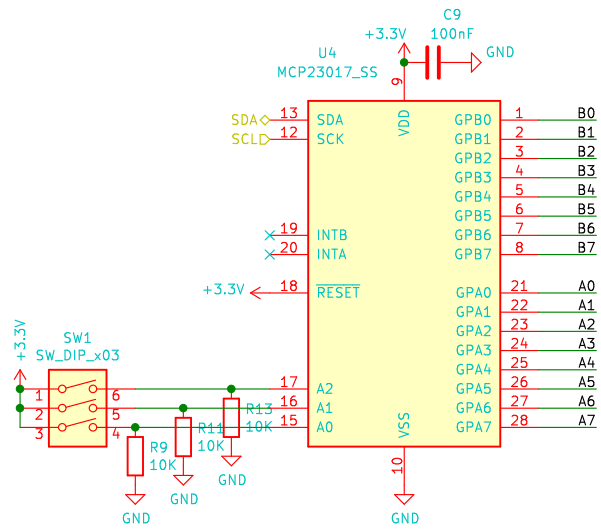 C9
100nF
+3.3V
GND
U4
MCP23017_SS
9
VDD
SDA 13 SDA
SCL 12 SCK
19 INTB
20 INTA
+3.3V 18 RESET
17 A2
16 A1
15 A0
GPB0 1 B0
GPB1 2 B1
GPB2 3 B2
GPB3 4 B3
GPB4 5 B4
GPB5 6 B5
GPB6 7 B6
GPB7 8 B7
GPA0 21 A0
GPA1 22 A1
GPA2 23 A2
GPA3 24 A3
GPA4 25 A4
GPA5 26 A5
GPA6 27 A6
GPA7 28 A7
VSS
10
GND
+3.3V
SW1
SW_DIP_x03
1 6
2 5
3 4
R13
10K
GND
R11
10K
GND
R9
10K
GND